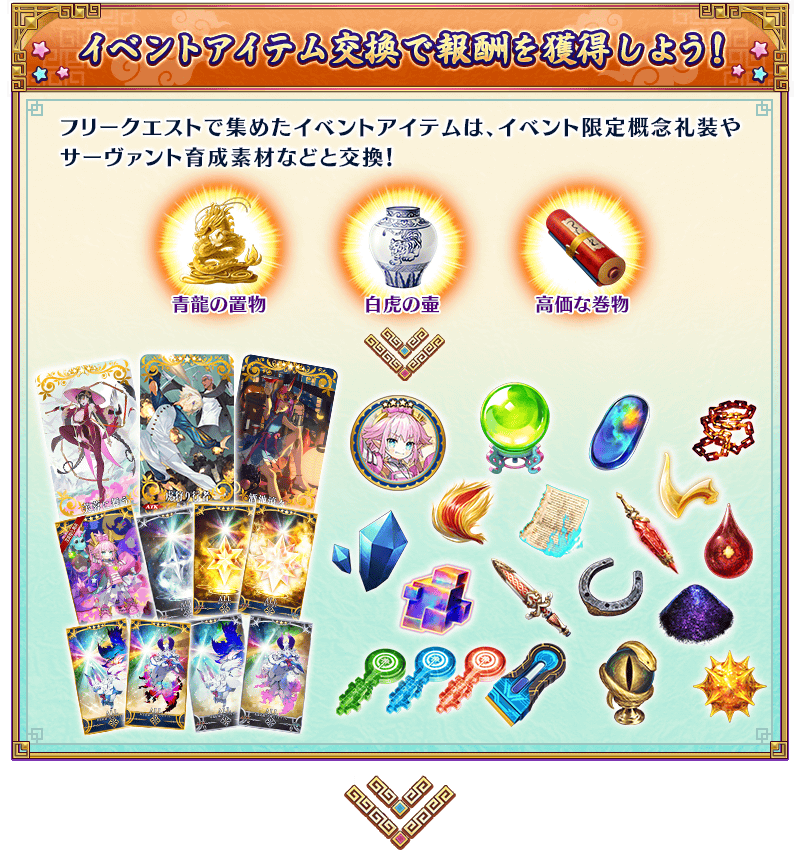 イベントアイテム交換で報酬を獲得しよう!
フリークエストで集めたイベントアイテムは、イベント限定概念礼装や
サーヴァント育成素材などと交換!
青龍の置物
白虎の壷
高価な巻物
ATK